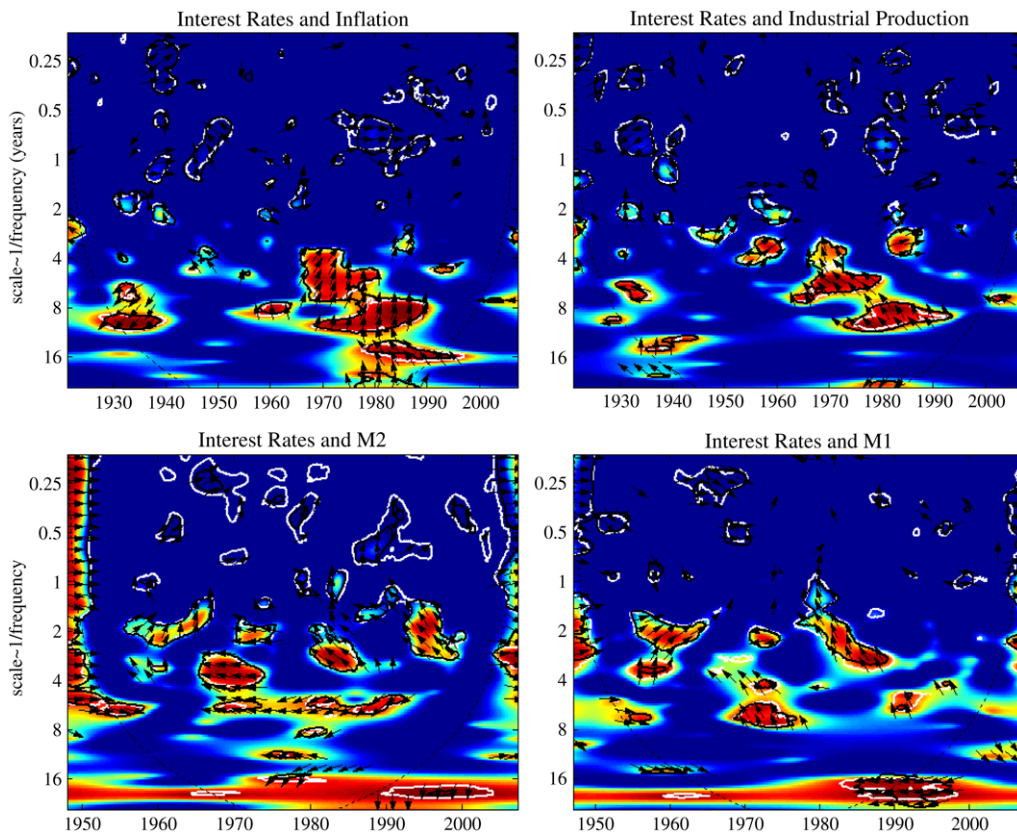 Interest Rates and Inflation
Interest Rates and Industrial Production
scale~1/frequency (years)
0.25
0.5
1
2
4
8
16
0.25
0.5
1
2
4
8
16
1930 1940 1950 1960 1970 1980 1990 2000
1930 1940 1950 1960 1970 1980 1990 2000
Interest Rates and M2
Interest Rates and M1
scale~1/frequency
0.25
0.5
1
2
4
8
16
0.25
0.5
1
2
4
8
16
1950 1960 1970 1980 1990 2000
1950 1960 1970 1980 1990 2000